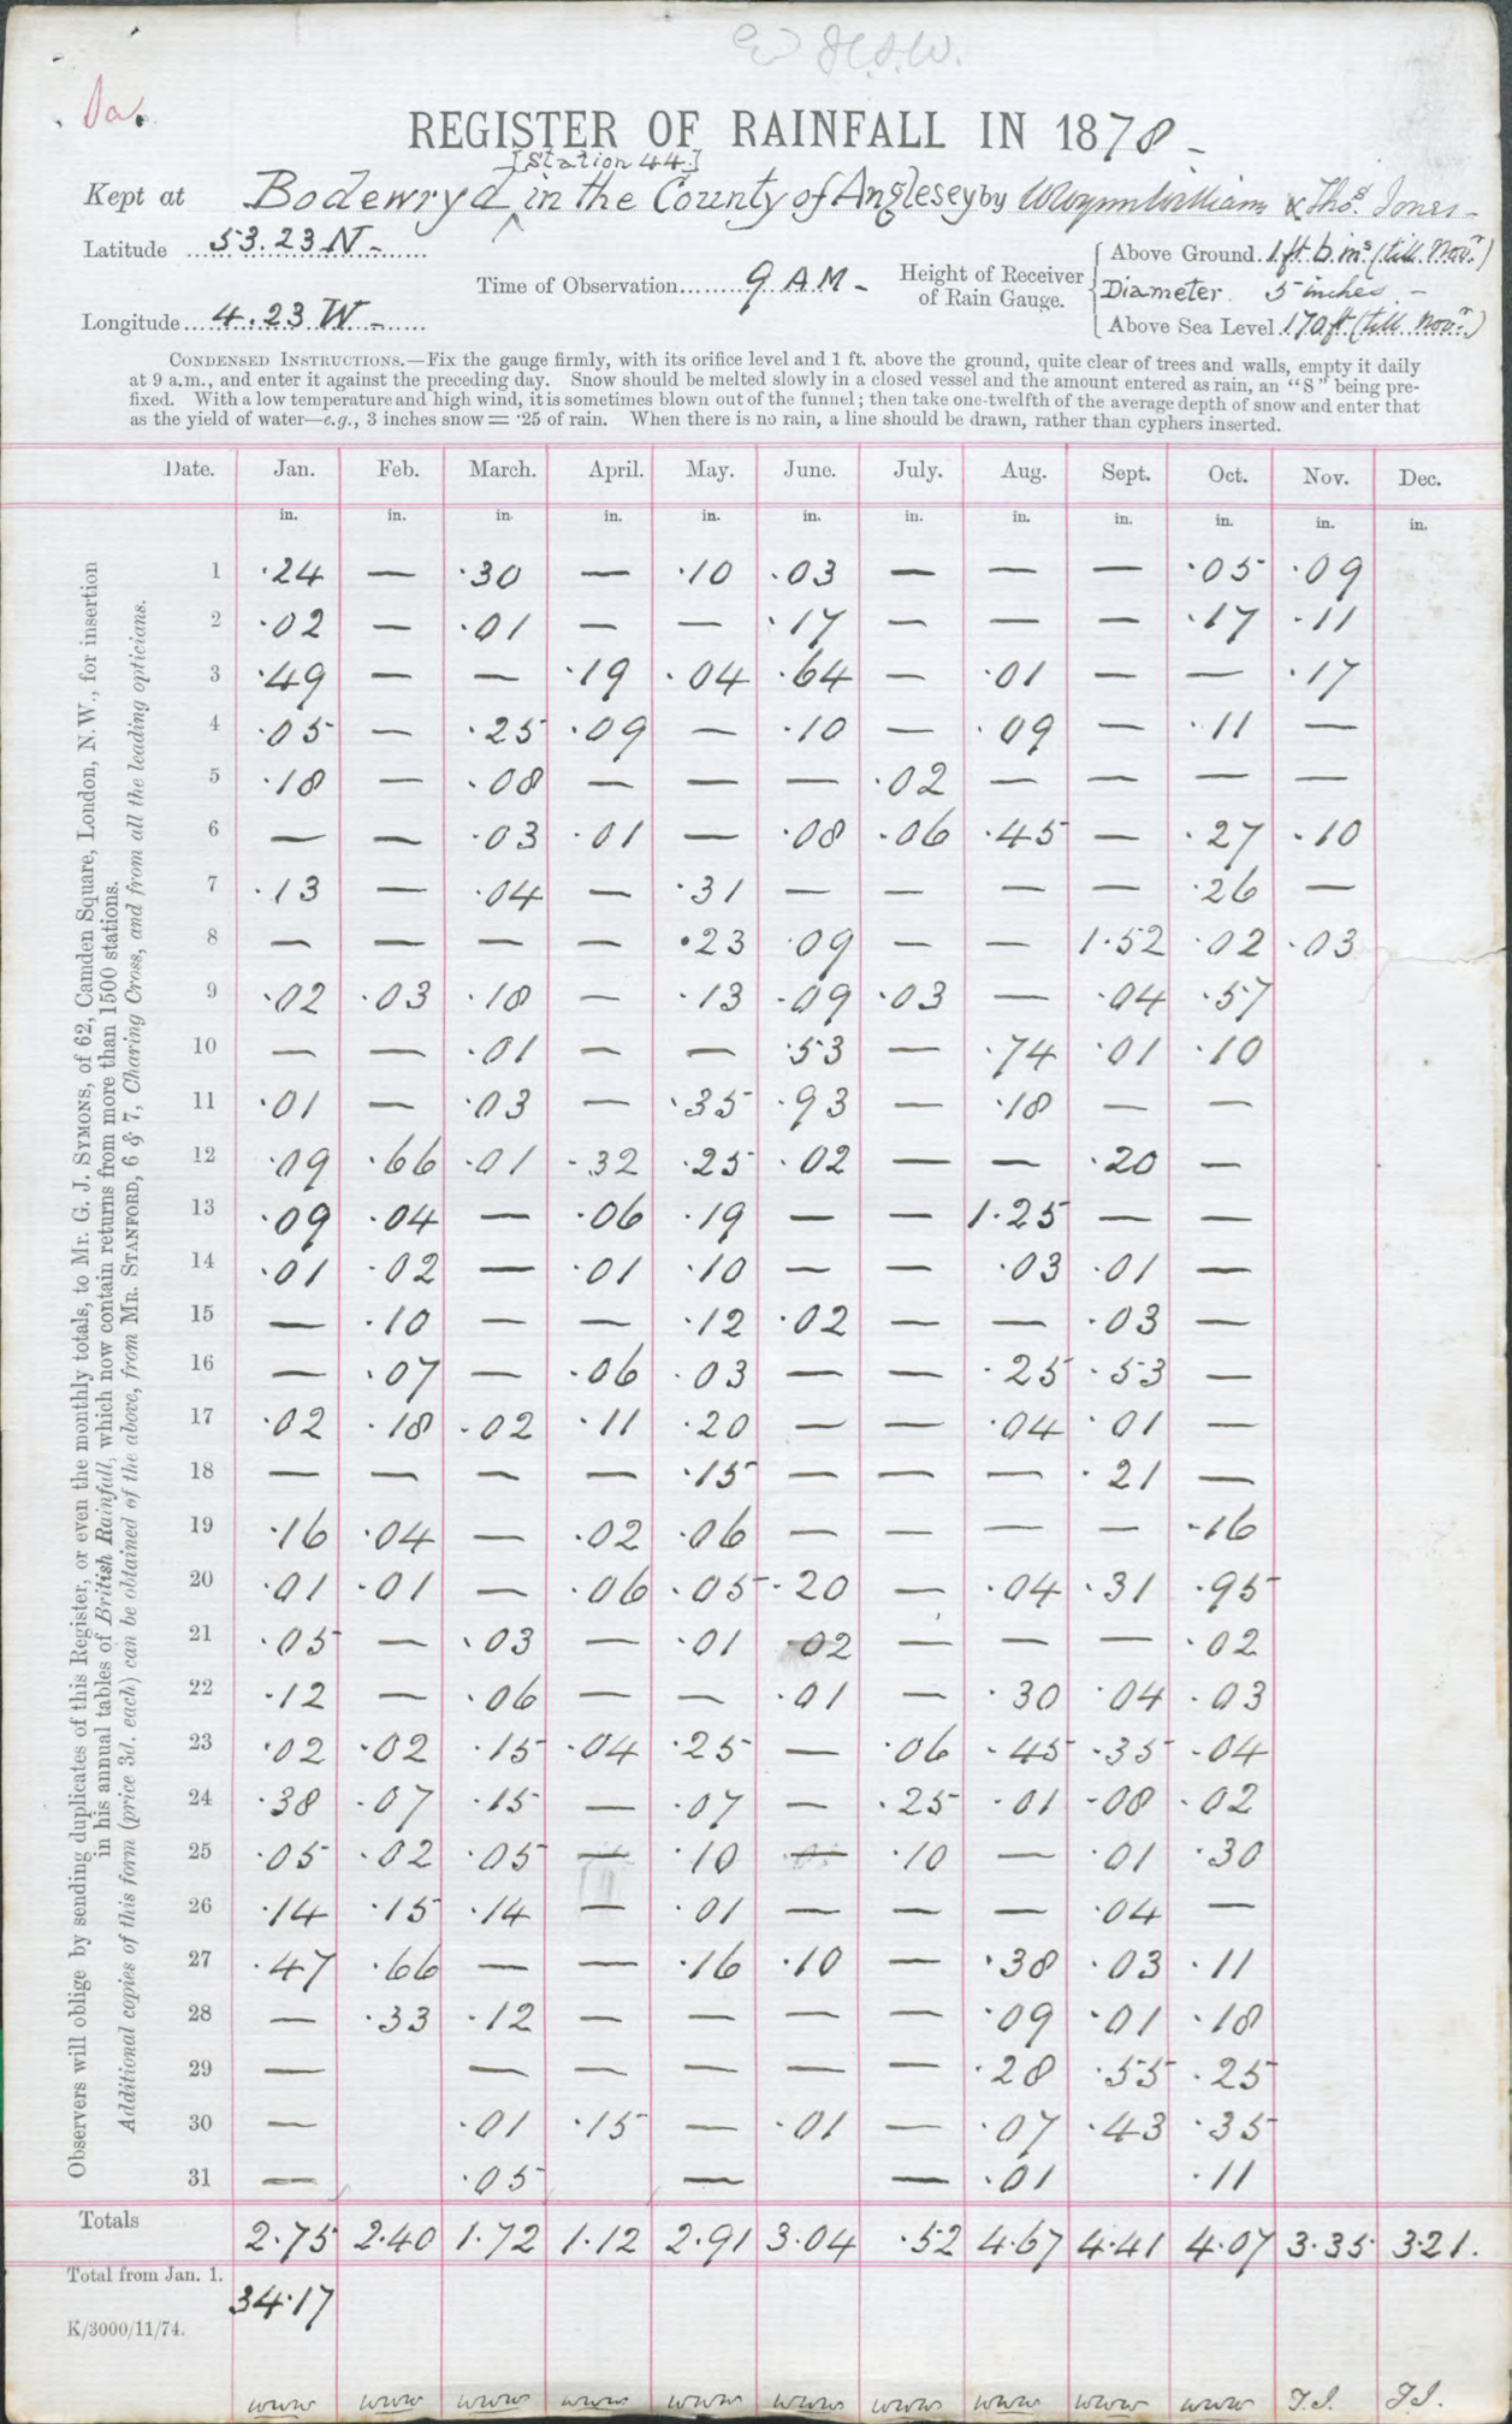 REGISTER OF RAINFALL IN 1878 -
[Station 44.]
Kept at Bodewryd in the County of Anglesey by W Wynn Williams & Thos. Jones -
Latitude 53.23 N -
Time of Observation 9 A M -
Height of Receiver of Rain Gauge.
Above Ground. 1 ft 6 ins (till Novr.)
Diameter. 5 inches. -
Longitude 4.23 W -
Above Sea Level 170 ft (till Novr.)
CONDENSED INSTRUCTIONS.—Fix the gauge firmly, with its orifice level and 1 ft. above the ground, quite clear of trees and walls, empty it daily
at 9 a.m., and enter it against the preceding day. Snow should be melted slowly in a closed vessel and the amount entered as rain, an "S" being pre-
fixed. With a low temperature and high wind, it is sometimes blown out of the funnel; then take one-twelfth of the average depth of snow and enter that
as the yield of water—e.g., 3 inches snow = ·25 of rain. When there is no rain, a line should be drawn, rather than cyphers inserted.
Date. Jan. Feb. March. April. May. June. July. Aug. Sept. Oct. Nov. Dec.
in. in. in. in. in. in. in. in. in. in. in. in.
1 ·24 — ·30 — ·10 ·03 — — — ·05 ·09
2 ·02 — ·01 — — ·17 — — — ·17 ·11
3 ·49 — — ·19 ·04 ·64 — ·01 — — ·17
4 ·05 — ·25 ·09 — ·10 — ·09 — ·11 —
5 ·18 — ·08 — — — ·02 — — — —
6 — — ·03 ·01 — ·08 ·06 ·45 — ·27 ·10
7 ·13 — ·04 — ·31 — — — — ·26 —
8 — — — — ·23 ·09 — — 1·52 ·02 ·03
9 ·02 ·03 ·18 — ·13 ·09 ·03 — ·04 ·57
10 — — ·01 — — ·53 — ·74 ·01 ·10
11 ·01 — ·03 — ·35 ·93 — ·18 — —
12 ·09 ·66 ·01 ·32 ·25 ·02 — — ·20 —
13 ·09 ·04 — ·06 ·19 — — 1·25 — —
14 ·01 ·02 — ·01 ·10 — — ·03 ·01 —
15 — ·10 — — ·12 ·02 — — ·03 —
16 — ·07 — ·06 ·03 — — ·25 ·53 —
17 ·02 ·18 ·02 ·11 ·20 — — ·04 ·01 —
18 — — — — ·15 — — — ·21 —
19 ·16 ·04 — ·02 ·06 — — — — ·16
20 ·01 ·01 — ·06 ·05 ·20 — ·04 ·31 ·95
21 ·05 — ·03 — ·01 ·02 — — — ·02
22 ·12 — ·06 — — ·01 — ·30 ·04 ·03
23 ·02 ·02 ·15 ·04 ·25 — ·06 ·45 ·35 ·04
24 ·38 ·07 ·15 — ·07 — ·25 ·01 ·08 ·02
25 ·05 ·02 ·05 — ·10 — ·10 — ·01 ·30
26 ·14 ·15 ·14 — ·01 — — — ·04 —
27 ·47 ·66 — — ·16 ·10 — ·38 ·03 ·11
28 — ·33 ·12 — — — — ·09 ·01 ·18
29 — — — — — — ·28 ·55 ·25
30 — ·01 ·15 — ·01 — ·07 ·43 ·35
31 — ·05 — — ·01 ·11
Totals 2·75 2·40 1·72 1·12 2·91 3·04 ·52 4·67 4·41 4·07 3·35 3·21.
Total from Jan. 1. 34·17
K/3000/11/74.
www www www www www www www www www www T.J. T.J.
Observers will oblige by sending duplicates of this Register, or even the monthly totals, to Mr. G. J. SYMONS, of 62, Camden Square, London, N.W., for insertion
in his annual tables of British Rainfall, which now contain returns from more than 1500 stations.
Additional copies of this form (price 3d. each) can be obtained of the above, from MR. STANFORD, 6 & 7, Charing Cross, and from all the leading opticians.